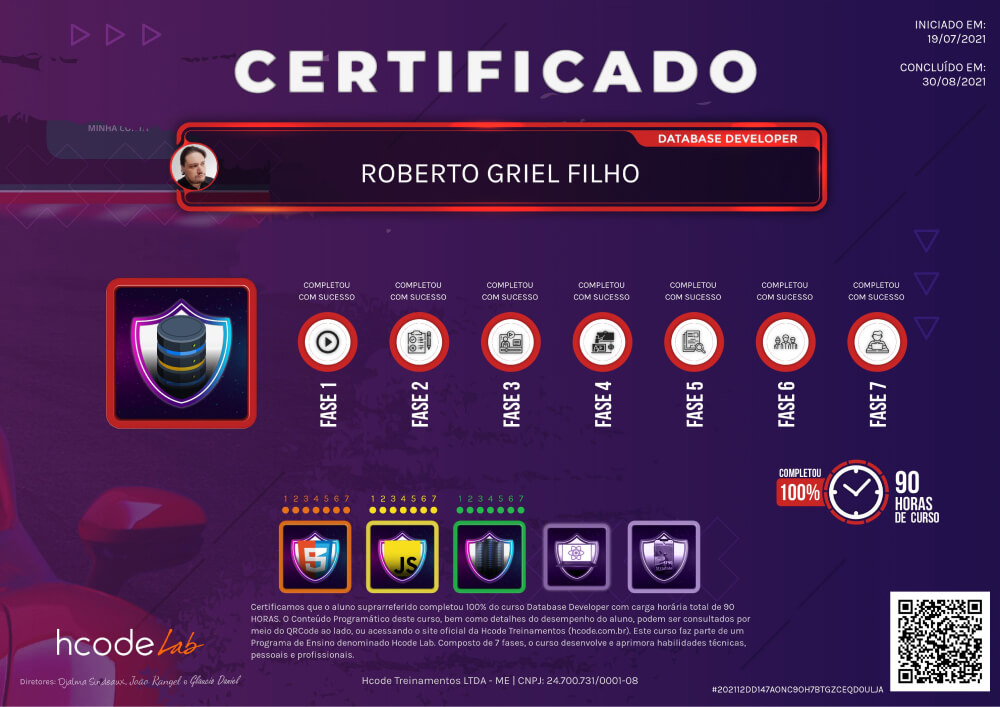 INICIADO EM:
19/07/2021
CONCLUÍDO EM:
30/08/2021
CERTIFICADO
MINHA
DATABASE DEVELOPER
ROBERTO GRIEL FILHO
COMPLETOU
COM SUCESSO
COMPLETOU
COM SUCESSO
COMPLETOU
COM SUCESSO
COMPLETOU
COM SUCESSO
COMPLETOU
COM SUCESSO
COMPLETOU
COM SUCESSO
COMPLETOU
COM SUCESSO
FASE 1
FASE 2
FASE 3
FASE 4
FASE 5
FASE 6
FASE 7
COMPLETOU
100%
90
HORAS
DE CURSO
1 2 3 4 5 6 7
1 2 3 4 5 6 7
1 2 3 4 5 6 7
5
JS
Certificamos que o aluno suprarreferido completou 100% do curso Database Developer com carga horária total de 90
HORAS. O Conteúdo Programático deste curso, bem como detalhes do desempenho do aluno, podem ser consultados por
meio do QRCode ao lado, ou acessando o site oficial da Hcode Treinamentos (hcode.com.br). Este curso faz parte de um
Programa de Ensino denominado Hcode Lab. Composto de 7 fases, o curso desenvolve e aprimora habilidades técnicas,
pessoais e profissionais.
hcode Lab
Diretores: Djalma Sindeaux, João Rangel e Glaucio Daniel
Hcode Treinamentos LTDA - ME | CNPJ: 24.700.731/0001-08
#202112DD147AONC9OH78TGZCEQD0ULJA